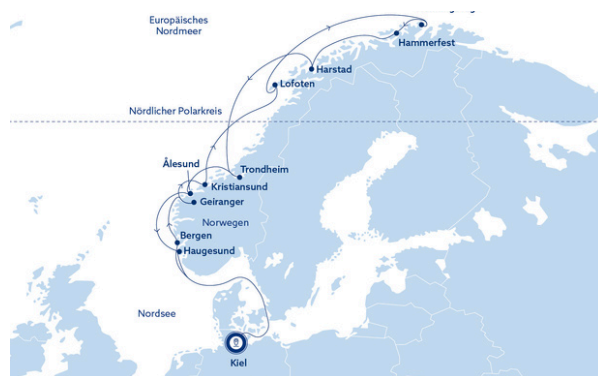 Europäisches
Nordmeer
Hammerfest
Harstad
Lofoten
Nördlicher Polarkreis
Ålesund
Trondheim
Kristiansund
Geiranger
Norwegen
Bergen
Haugesund
Nordsee
Kiel